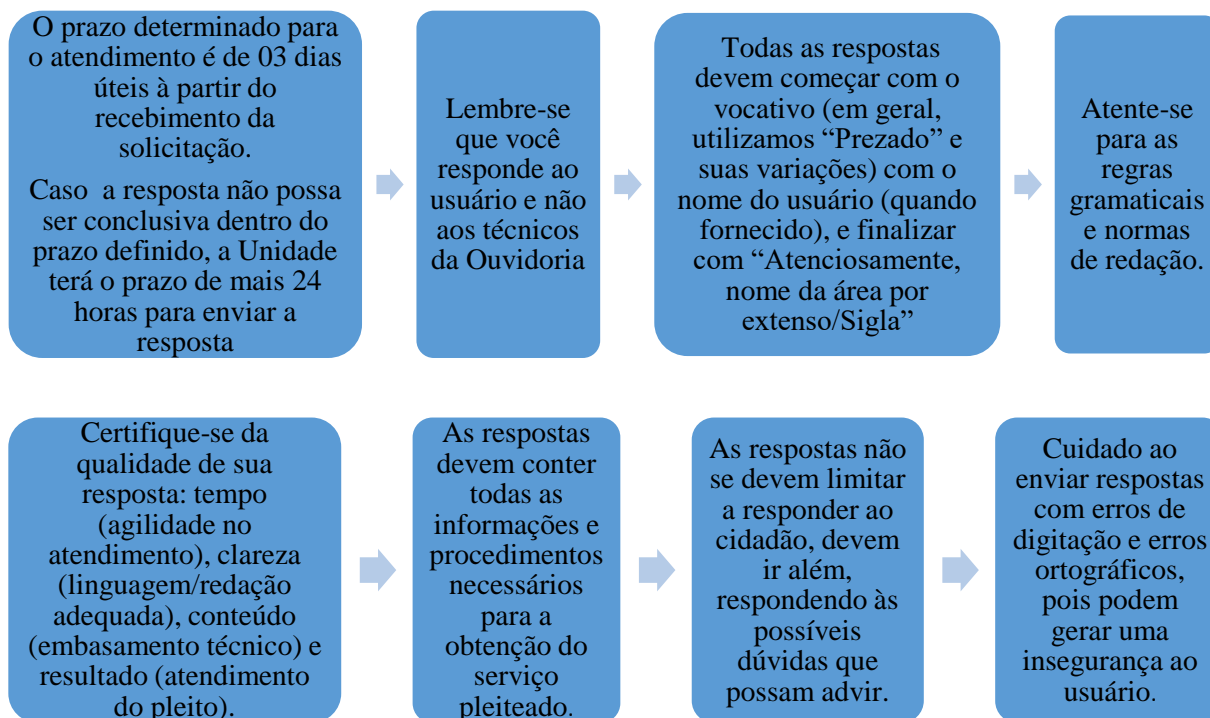 O prazo determinado para
o atendimento é de 03 dias
úteis à partir do
recebimento da
solicitação.
Caso a resposta não possa
ser conclusiva dentro do
prazo definido, a Unidade
terá o prazo de mais 24
horas para enviar a
resposta
Lembre-se
que você
responde ao
usuário e não
aos técnicos
da Ouvidoria
Todas as respostas
devem começar com o
vocativo (em geral,
utilizamos “Prezado” e
suas variações) com o
nome do usuário (quando
fornecido), e finalizar
com “Atenciosamente,
nome da área por
extenso/Sigla”
Atente-se
para as
regras
gramaticais
e normas
de redação.
Certifique-se da
qualidade de sua
resposta: tempo
(agilidade no
atendimento), clareza
(linguagem/redação
adequada), conteúdo
(embasamento técnico) e
resultado (atendimento
do pleito).
As respostas
devem conter
todas as
informações e
procedimentos
necessários
para a
obtenção do
serviço
pleiteado.
As respostas não
se devem limitar
a responder ao
cidadão, devem
ir além,
respondendo às
possíveis
dúvidas que
possam advir.
Cuidado ao
enviar respostas
com erros de
digitação e erros
ortográficos,
pois podem
gerar uma
insegurança ao
usuário.